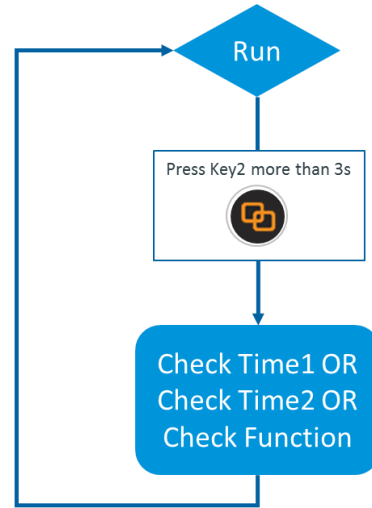 Run
Press Key2 more than 3s
Check Time1 OR
Check Time2 OR
Check Function